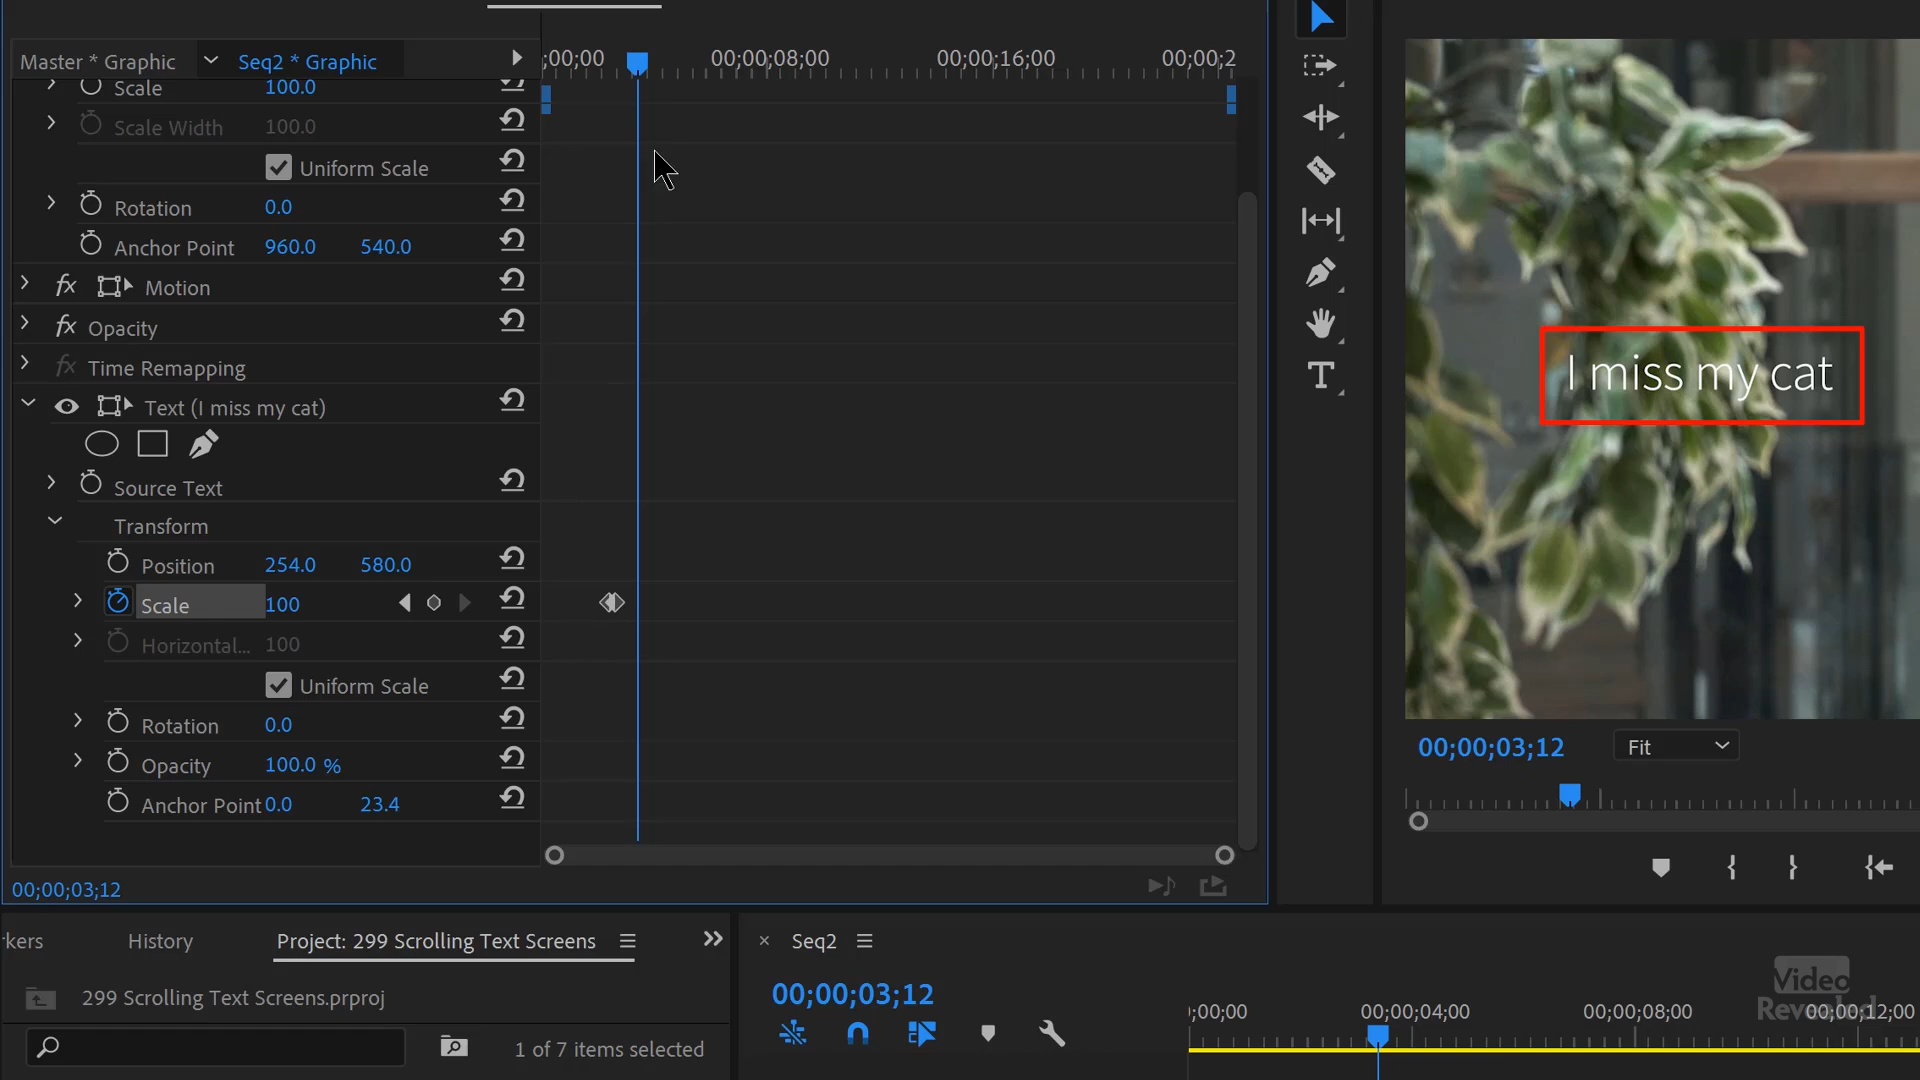 Master * Graphic
Seq2 * Graphic
;00;00
00;00;08;00
00;00;16;00
00;00;2
Scale 100.0
Scale Width 100.0
Uniform Scale
Rotation 0.0
Anchor Point 960.0 540.0
fx Motion
fx Opacity
fx Time Remapping
Text (I miss my cat)
Source Text
Transform
Position 254.0 580.0
Scale 100
Horizontal... 100
Uniform Scale
Rotation 0.0
Opacity 100.0 %
Anchor Point 0.0 23.4
00;00;03;12
T
I miss my cat
00;00;03;12
Fit
kers
History
Project: 299 Scrolling Text Screens
299 Scrolling Text Screens.prproj
1 of 7 items selected
Seq2
00;00;03;12
;00;00
00;00;04;00
00;00;08;00
00;00;12;00
Video
Revealed